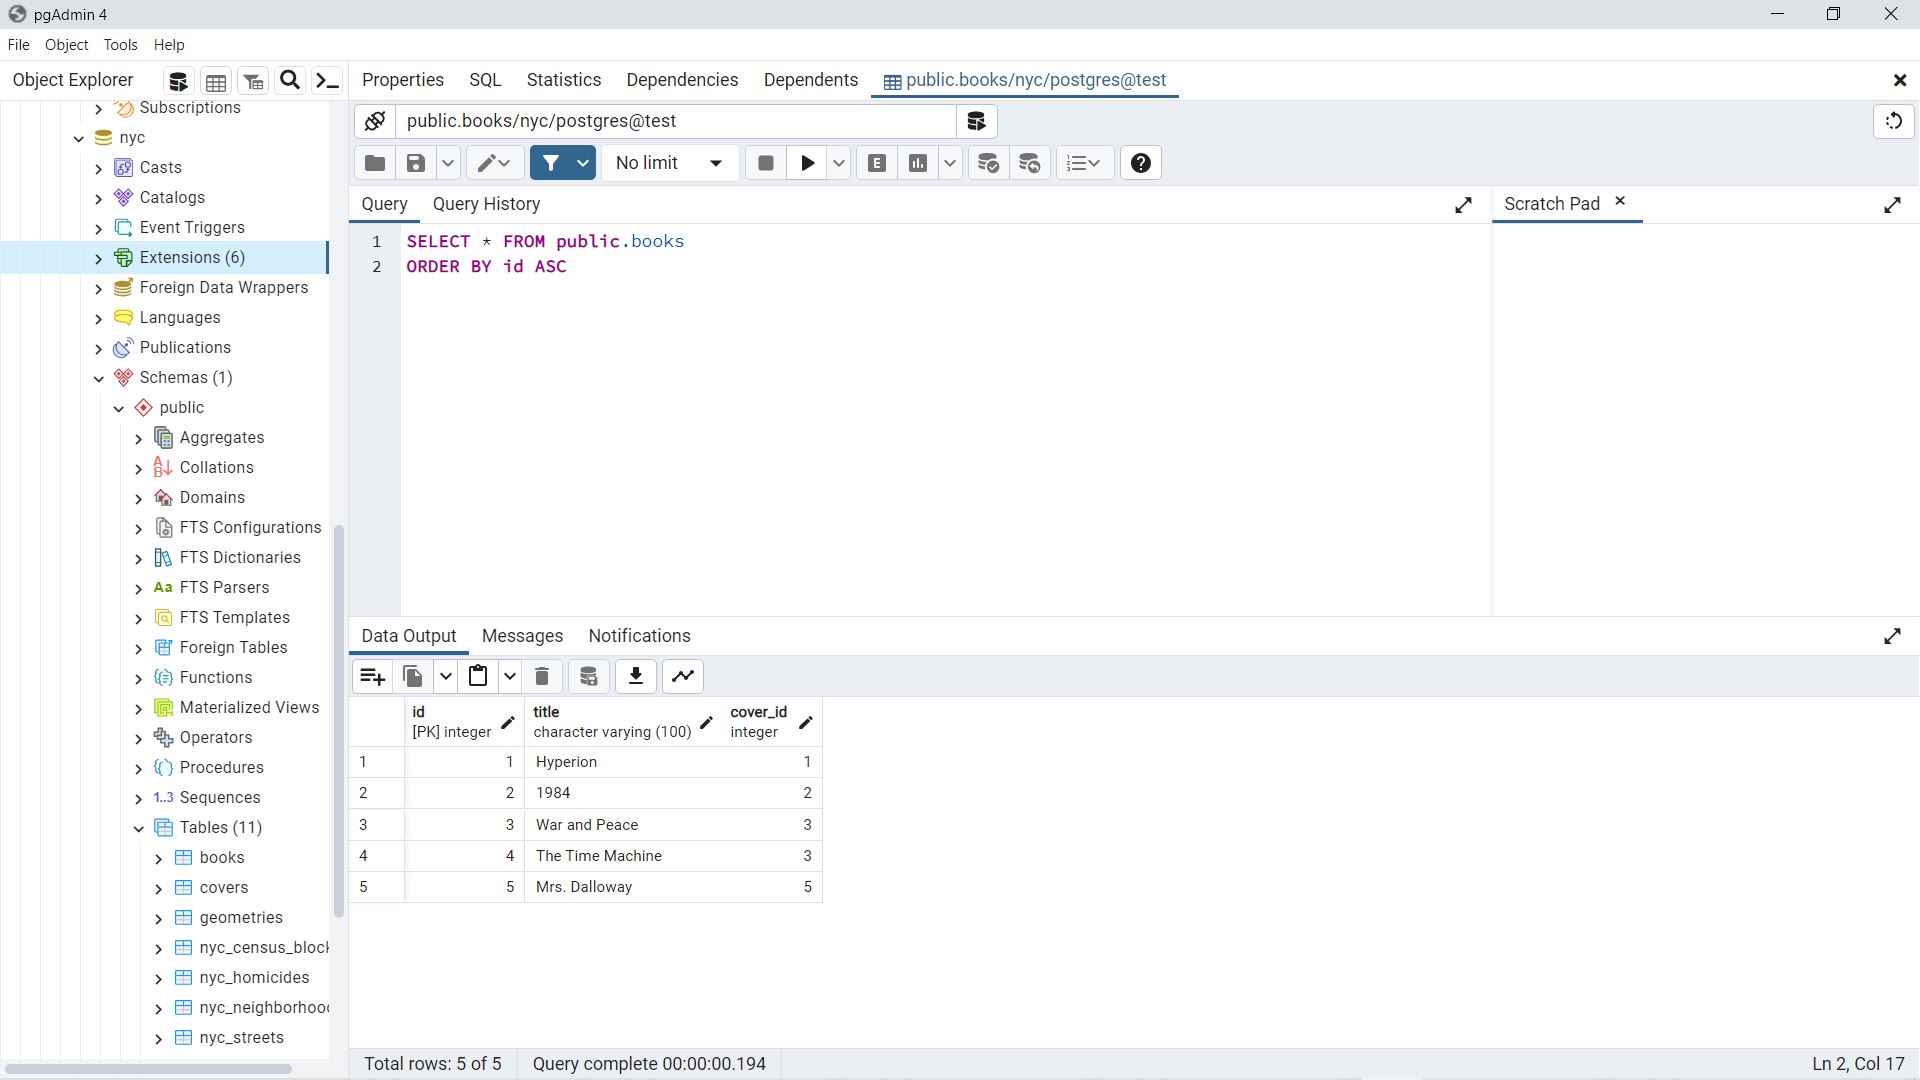 pgAdmin 4
File Object Tools Help
Object Explorer
Properties SQL Statistics Dependencies Dependents public.books/nyc/postgres@test
Subscriptions
nyc
Casts
Catalogs
Event Triggers
Extensions (6)
Foreign Data Wrappers
Languages
Publications
Schemas (1)
public
Aggregates
Collations
Domains
FTS Configurations
FTS Dictionaries
Aa FTS Parsers
FTS Templates
Foreign Tables
Functions
Materialized Views
Operators
Procedures
1..3 Sequences
Tables (11)
books
covers
geometries
nyc_census_block
nyc_homicides
nyc_neighborhood
nyc_streets
public.books/nyc/postgres@test
No limit
E
Query Query History
Scratch Pad
1 SELECT * FROM public.books
2 ORDER BY id ASC
Data Output Messages Notifications
id title cover_id
[PK] integer character varying (100) integer
1 1 Hyperion 1
2 2 1984 2
3 3 War and Peace 3
4 4 The Time Machine 3
5 5 Mrs. Dalloway 5
Total rows: 5 of 5 Query complete 00:00:00.194 Ln 2, Col 17